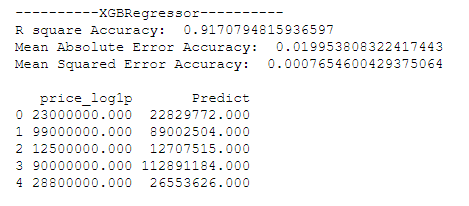 ----------XGBRegressor----------
R square Accuracy:  0.9170794815936597
Mean Absolute Error Accuracy:  0.019953808322417443
Mean Squared Error Accuracy:  0.0007654600429375064
price_log1p Predict
0 23000000.000 22829772.000
1 99000000.000 89002504.000
2 12500000.000 12707515.000
3 90000000.000 112891184.000
4 28800000.000 26553626.000